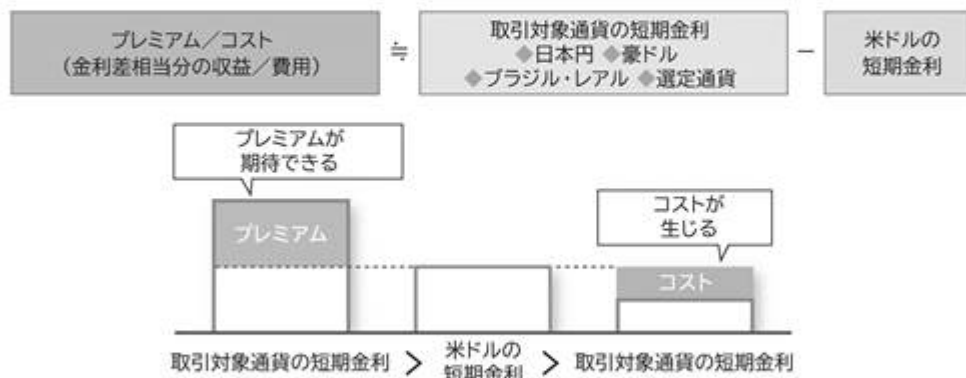 プレミアム／コスト
（金利差相当分の収益／費用）
≒
取引対象通貨の短期金利
◆日本円 ◆豪ドル
◆ブラジル・レアル ◆選定通貨
－
米ドルの
短期金利
プレミアムが
期待できる
コストが
生じる
プレミアム
コスト
取引対象通貨の短期金利 > 米ドルの
短期金利 > 取引対象通貨の短期金利